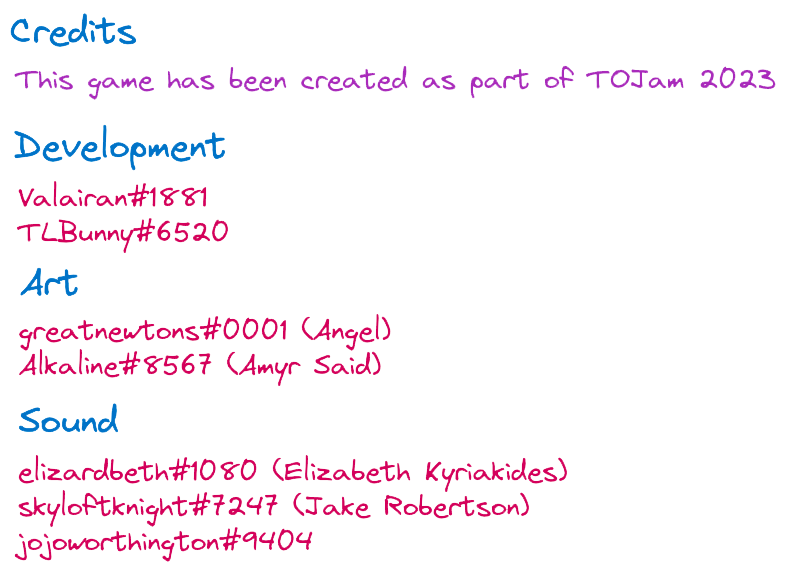 Credits
This game has been created as part of TOJam 2023
Development
Valairan#1881
TLBunny#6520
Art
greatnewtons#0001 (Angel)
Alkaline#8567 (Amyr Said)
Sound
elizardbeth#1080 (Elizabeth Kyriakides)
skyloftknight#7247 (Jake Robertson)
jojoworthington#9404